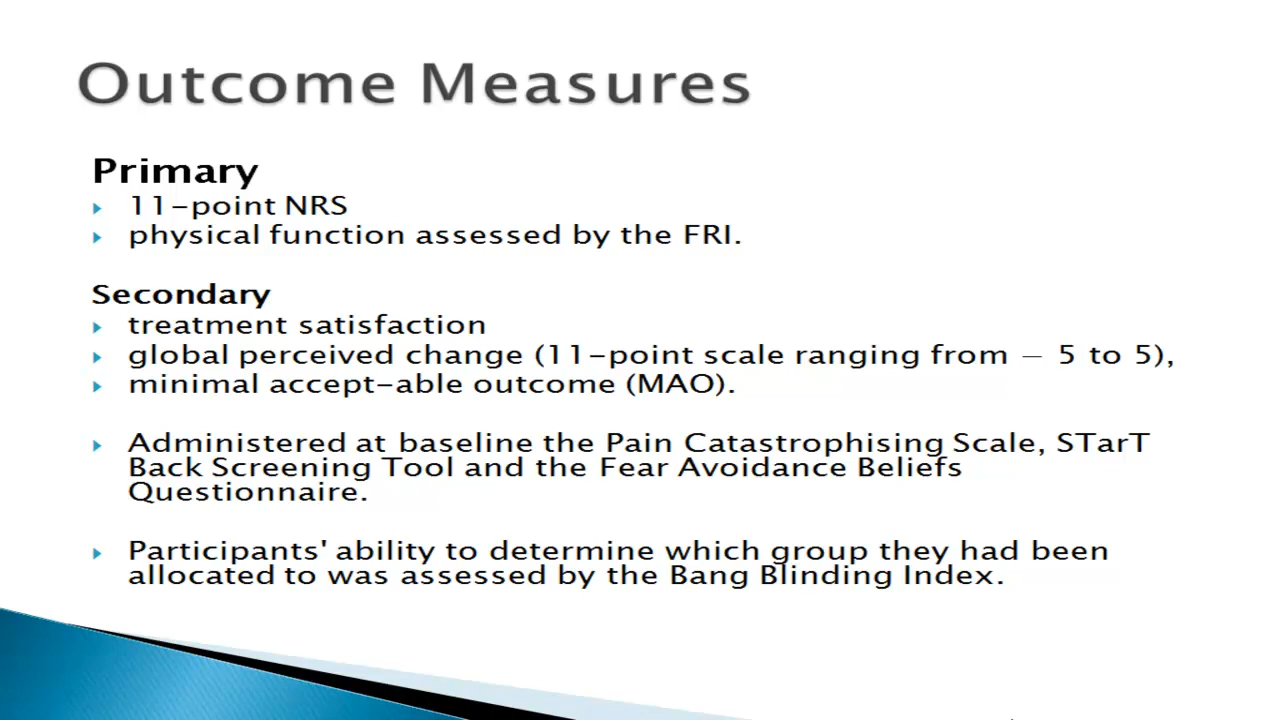 Outcome Measures
Primary
11-point NRS
physical function assessed by the FRI.
Secondary
treatment satisfaction
global perceived change (11-point scale ranging from − 5 to 5),
minimal accept-able outcome (MAO).
Administered at baseline the Pain Catastrophising Scale, STarT
Back Screening Tool and the Fear Avoidance Beliefs
Questionnaire.
Participants' ability to determine which group they had been
allocated to was assessed by the Bang Blinding Index.